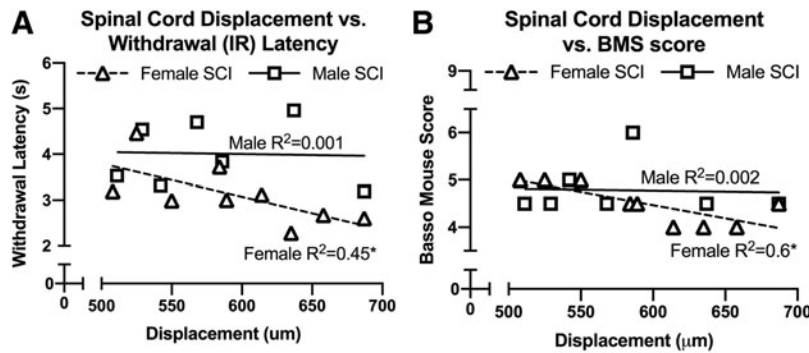 A
Spinal Cord Displacement vs.
Withdrawal (IR) Latency
Female SCI Male SCI
Withdrawal Latency (s)
6
5
4
3
2
0
Male R²=0.001
Female R²=0.45*
0 500 550 600 650 700
Displacement (um)
B
Spinal Cord Displacement
vs. BMS score
Female SCI Male SCI
Basso Mouse Score
9
6
5
4
0
Male R²=0.002
Female R²=0.6*
0 500 550 600 650 700
Displacement (μm)